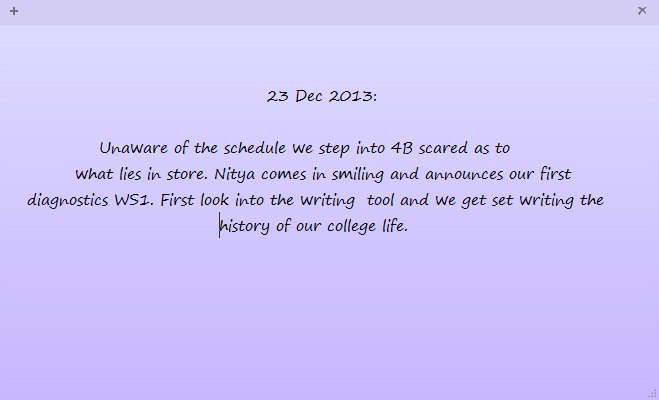 23 Dec 2013:
Unaware of the schedule we step into 4B scared as to
what lies in store. Nitya comes in smiling and announces our first
diagnostics WS1. First look into the writing  tool and we get set writing the
history of our college life.